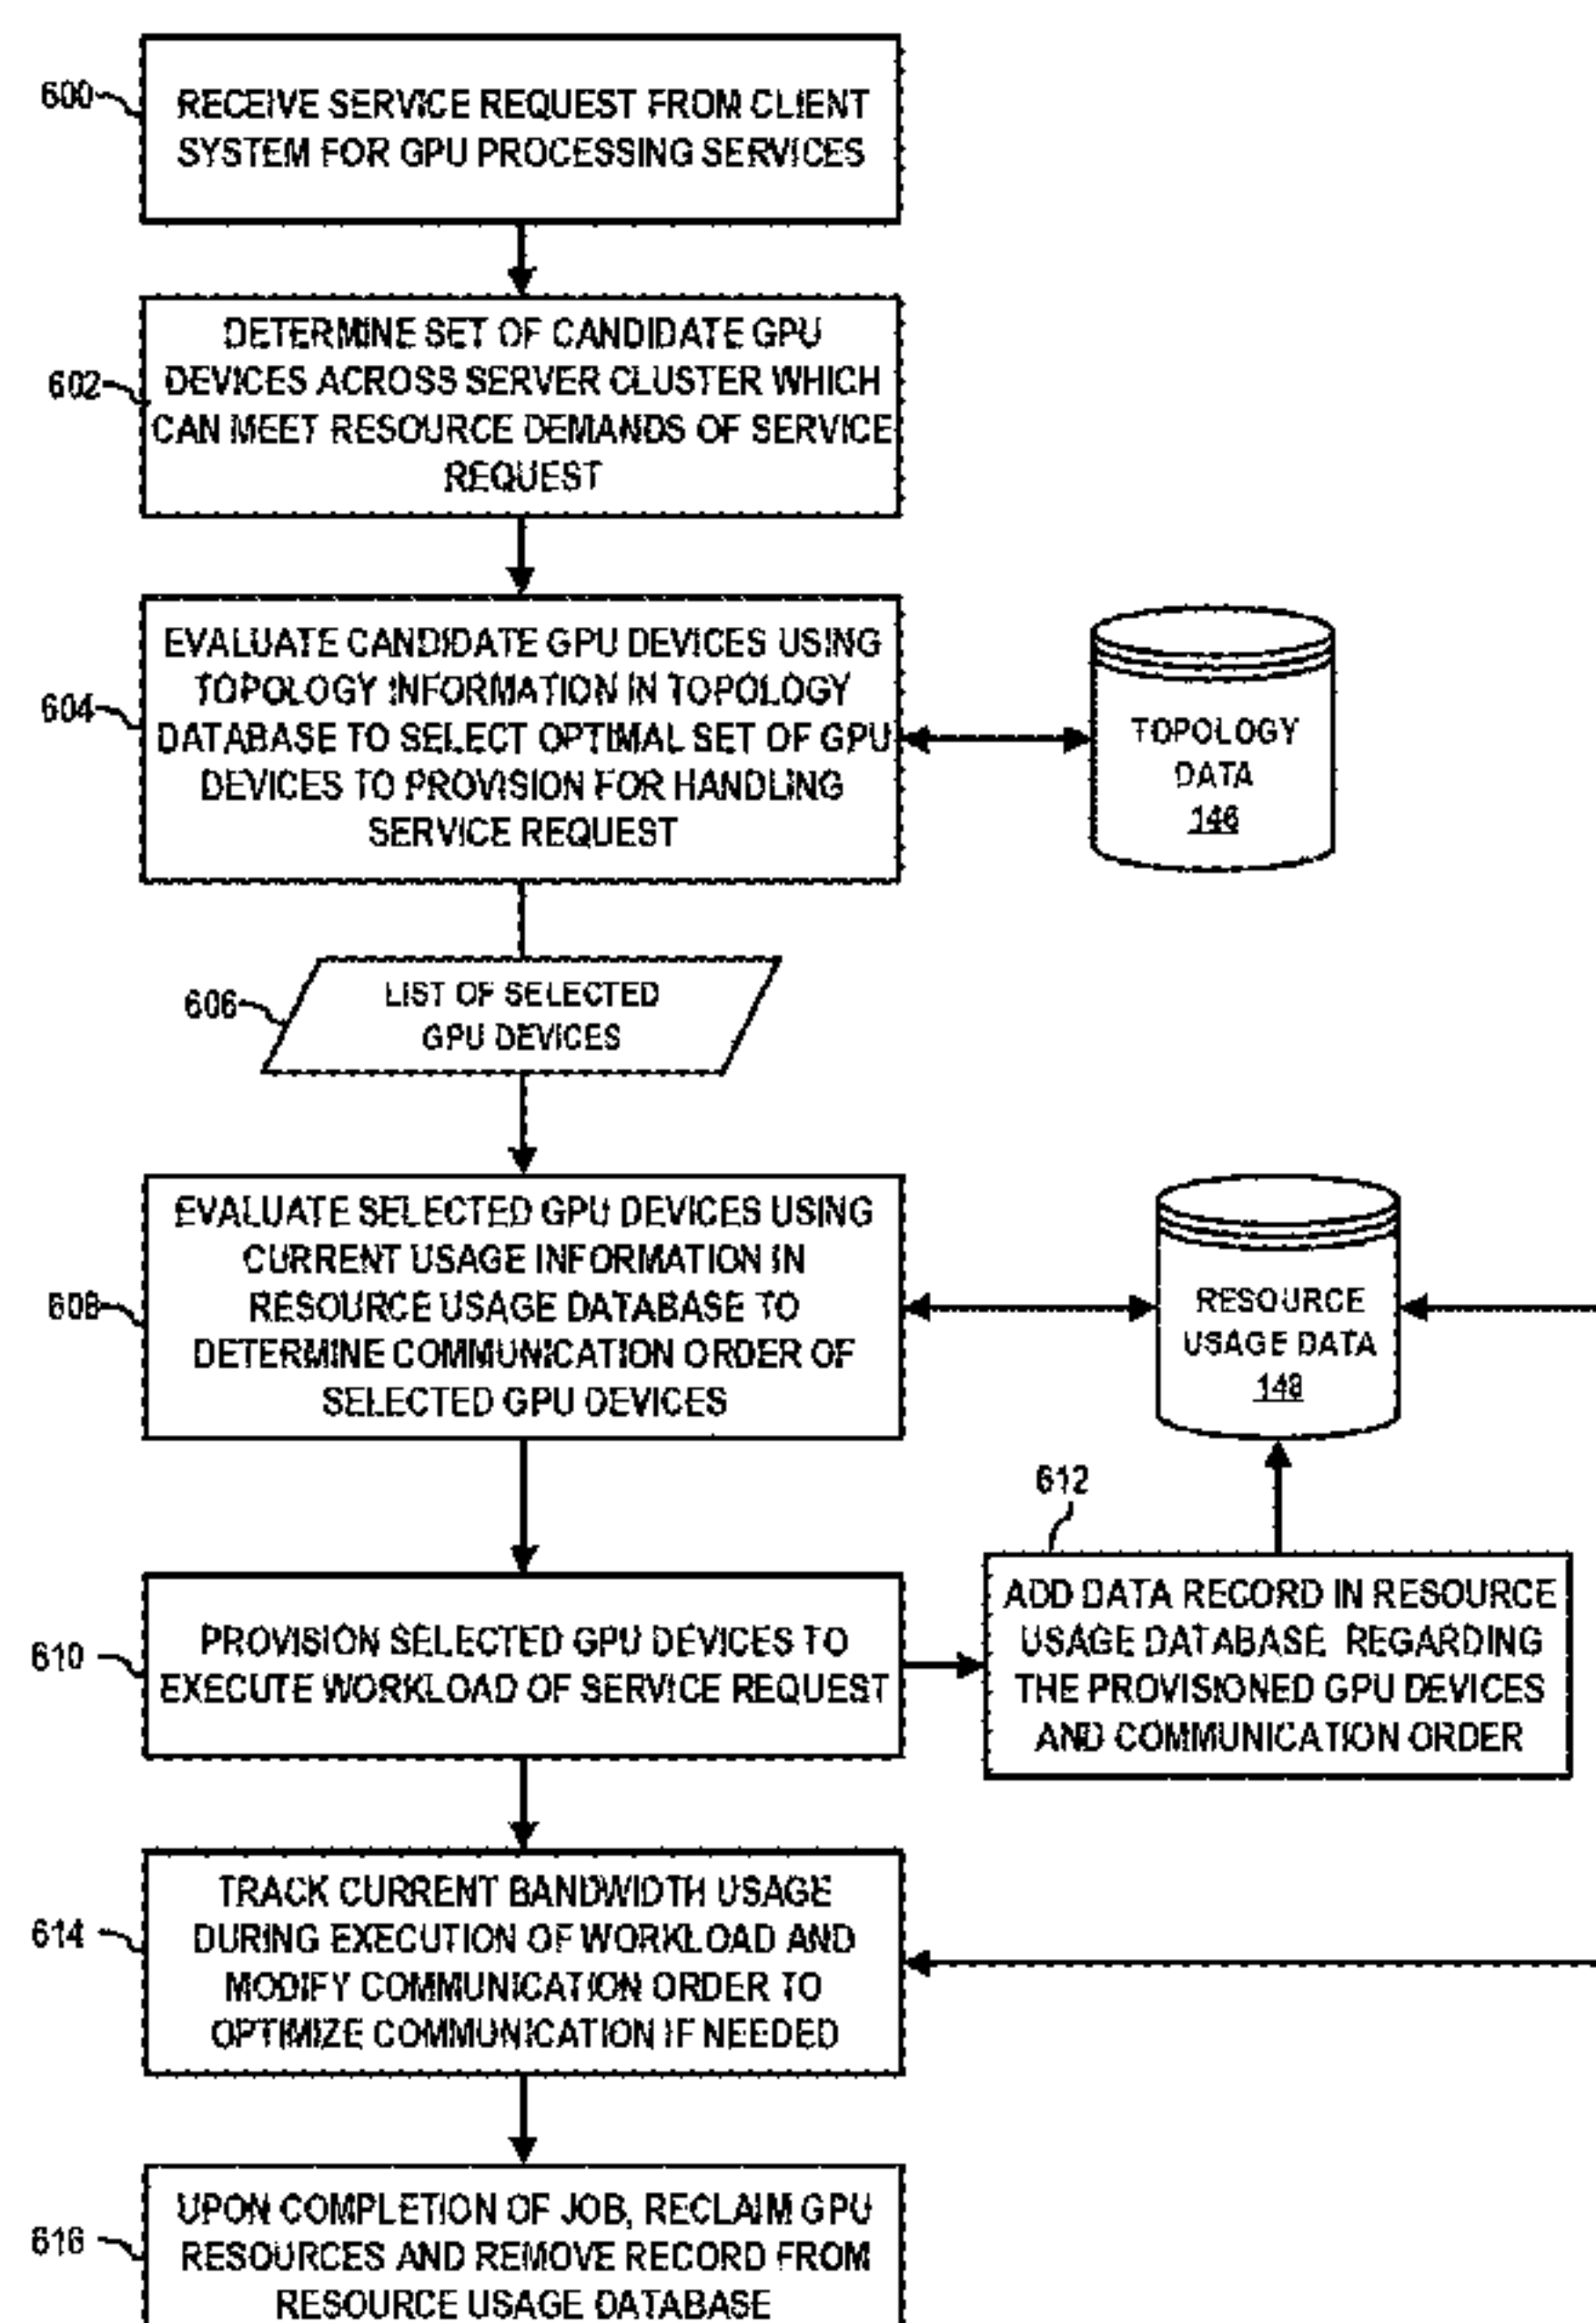 600
RECEIVE SERVICE REQUEST FROM CLIENT
SYSTEM FOR GPU PROCESSING SERVICES
602
DETERMINE SET OF CANDIDATE GPU
DEVICES ACROSS SERVER CLUSTER WHICH
CAN MEET RESOURCE DEMANDS OF SERVICE
REQUEST
604
EVALUATE CANDIDATE GPU DEVICES USING
TOPOLOGY INFORMATION IN TOPOLOGY
DATABASE TO SELECT OPTIMAL SET OF GPU
DEVICES TO PROVISION FOR HANDLING
SERVICE REQUEST
TOPOLOGY
DATA
146
606
LIST OF SELECTED
GPU DEVICES
608
EVALUATE SELECTED GPU DEVICES USING
CURRENT USAGE INFORMATION IN
RESOURCE USAGE DATABASE TO
DETERMINE COMMUNICATION ORDER OF
SELECTED GPU DEVICES
RESOURCE
USAGE DATA
148
610
PROVISION SELECTED GPU DEVICES TO
EXECUTE WORKLOAD OF SERVICE REQUEST
612
ADD DATA RECORD IN RESOURCE
USAGE DATABASE REGARDING
THE PROVISIONED GPU DEVICES
AND COMMUNICATION ORDER
614
TRACK CURRENT BANDWIDTH USAGE
DURING EXECUTION OF WORKLOAD AND
MODIFY COMMUNICATION ORDER TO
OPTIMIZE COMMUNICATION IF NEEDED
616
UPON COMPLETION OF JOB, RECLAIM GPU
RESOURCES AND REMOVE RECORD FROM
RESOURCE USAGE DATABASE